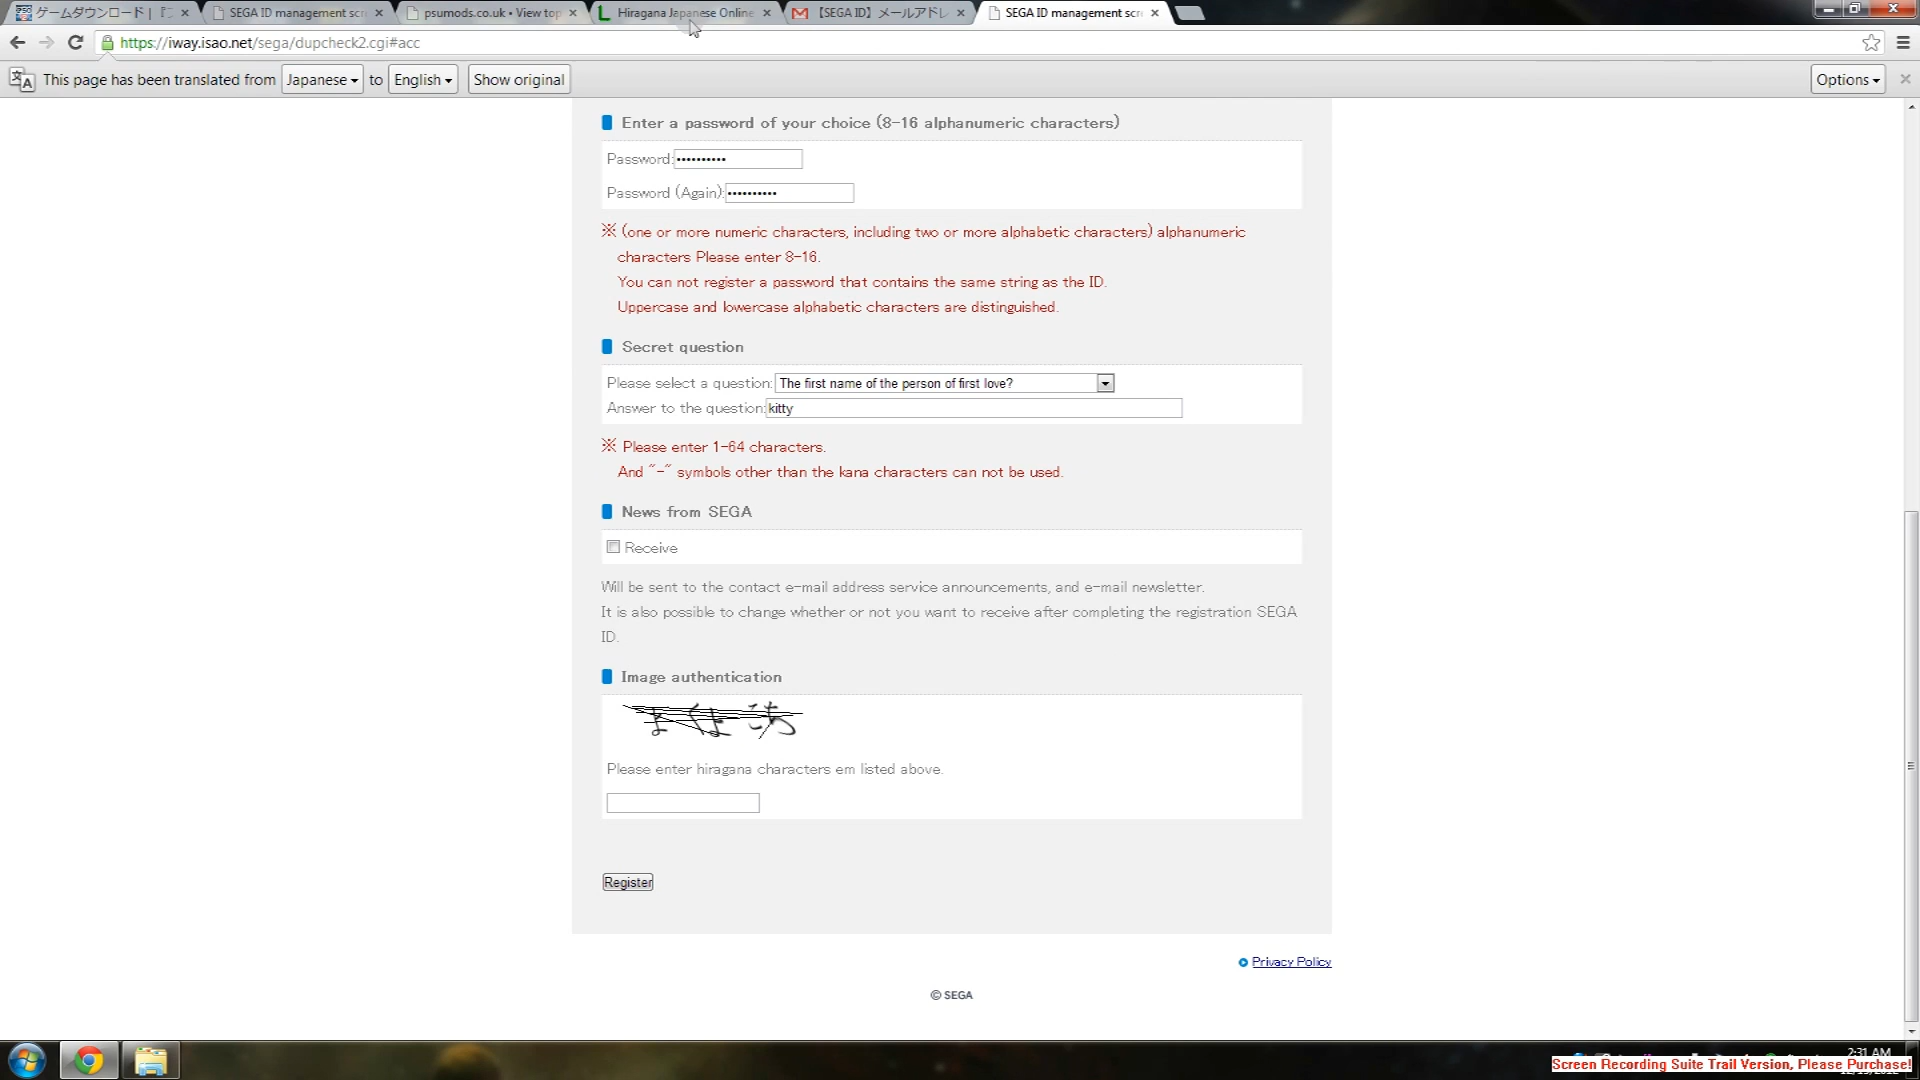 ゲームダウンロード | 『フ
SEGA ID management scr
psumods.co.uk • View top
Hiragana Japanese Online
【SEGA ID】メールアドレ
SEGA ID management scr
https://iway.isao.net/sega/dupcheck2.cgi#acc
This page has been translated from Japanese to English Show original Options
Enter a password of your choice (8-16 alphanumeric characters)
Password: ••••••••••
Password (Again): ••••••••••
※ (one or more numeric characters, including two or more alphabetic characters) alphanumeric
characters Please enter 8-16.
You can not register a password that contains the same string as the ID.
Uppercase and lowercase alphabetic characters are distinguished.
Secret question
Please select a question: The first name of the person of first love?
Answer to the question: kitty
※ Please enter 1-64 characters.
And "-" symbols other than the kana characters can not be used.
News from SEGA
Receive
Will be sent to the contact e-mail address service announcements, and e-mail newsletter.
It is also possible to change whether or not you want to receive after completing the registration SEGA
ID.
Image authentication
Please enter hiragana characters em listed above.
Register
Privacy Policy
© SEGA
2:31 AM
Screen Recording Suite Trail Version, Please Purchase!